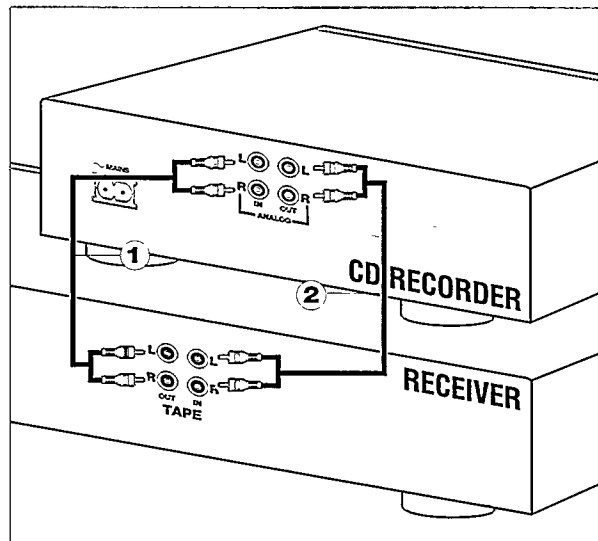 ~ MAINS
L L
R R
IN OUT
ANALOG
1
2
CD RECORDER
L L
R R
OUT IN
TAPE
RECEIVER